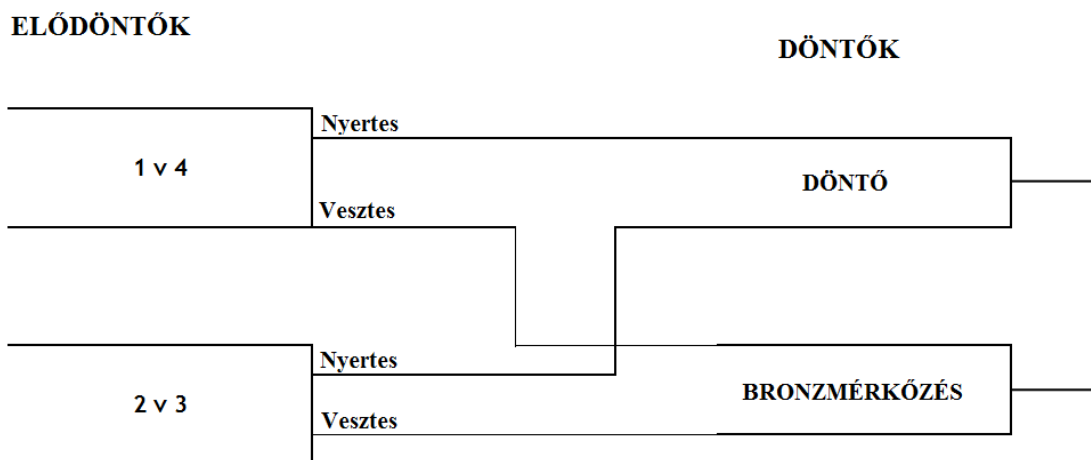 ELŐDÖNTŐK
DÖNTŐK
Nyertes
1 v 4
DÖNTŐ
Vesztes
Nyertes
2 v 3
BRONZMÉRKŐZÉS
Vesztes